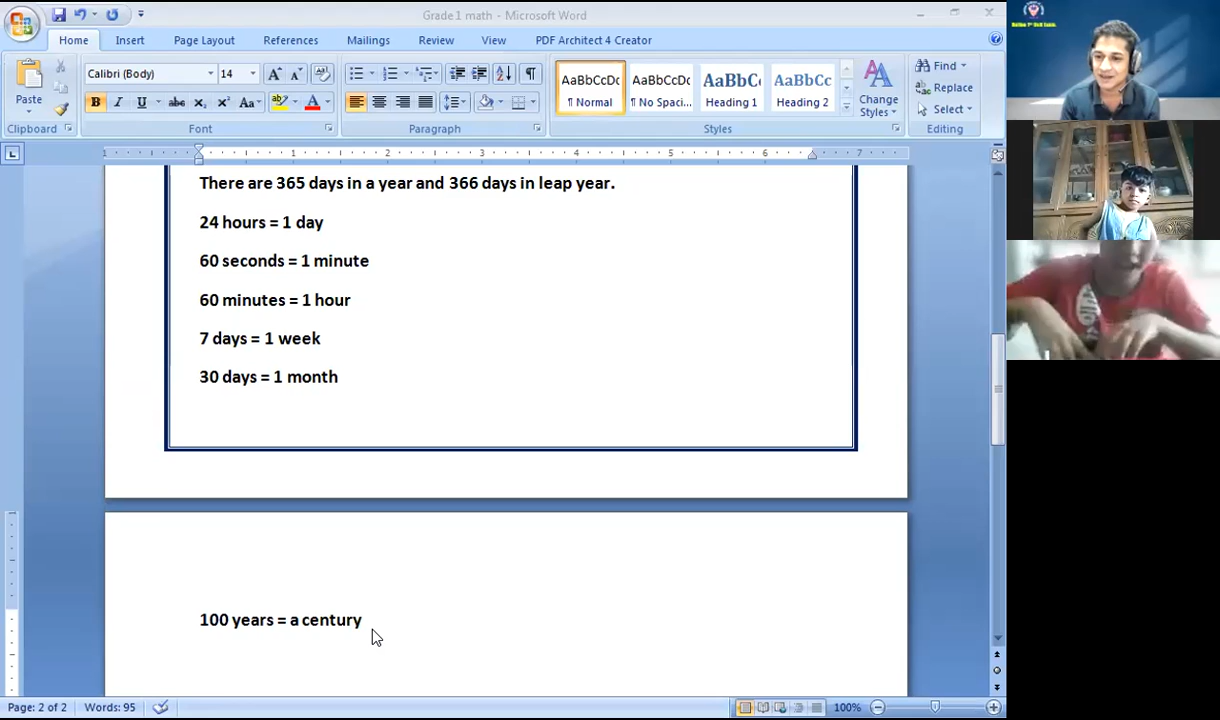 Grade 1 math - Microsoft Word
Home Insert Page Layout References Mailings Review View PDF Architect 4 Creator
Calibri (Body) 14
Paste
Clipboard Font Paragraph Styles Editing
AaBbCcDc AaBbCcDc AaBbCc AaBbCc
¶ Normal ¶ No Spaci... Heading 1 Heading 2
Change Styles
Find
Replace
Select
There are 365 days in a year and 366 days in leap year.
24 hours = 1 day
60 seconds = 1 minute
60 minutes = 1 hour
7 days = 1 week
30 days = 1 month
100 years = a century
Page: 2 of 2 Words: 95 100%